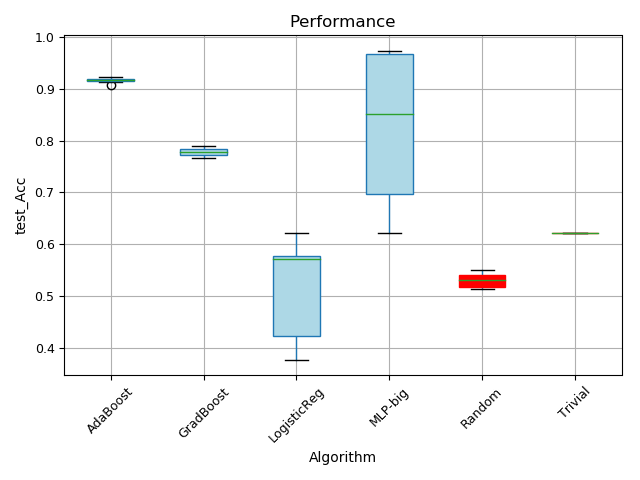 Performance
test_Acc
1.0
0.9
0.8
0.7
0.6
0.5
0.4
AdaBoost
GradBoost
LogisticReg
MLP-big
Random
Trivial
Algorithm